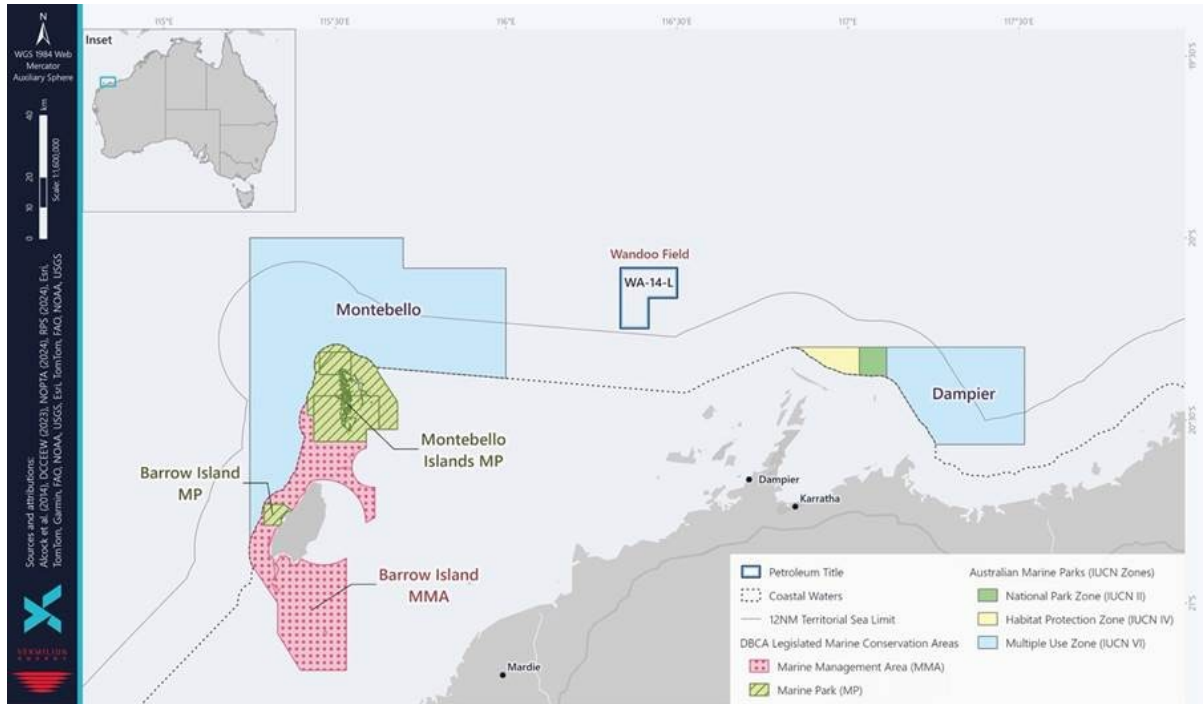 N
WGS 1984 Web
Mercator
Auxiliary Sphere
km
40
20
10
0
Scale: 1:1,600,000
Sources and attributions:
Alcock et al. (2014), DCCEEW (2023), NOPTA (2024), RPS (2024), Esri,
TomTom, Garmin, FAO, NOAA, USGS, Esri, TomTom, FAO, NOAA, USGS
VERMILION
ENERGY
115°E
115°30'E
116°E
116°30'E
117°E
117°30'E
19°30'S
20°S
20°30'S
21°S
Inset
Wandoo Field
WA-14-L
Montebello
Dampier
Montebello
Islands MP
Barrow Island
MP
Barrow Island
MMA
Dampier
Karratha
Mardie
Petroleum Title
Coastal Waters
12NM Territorial Sea Limit
DBCA Legislated Marine Conservation Areas
Marine Management Area (MMA)
Marine Park (MP)
Australian Marine Parks (IUCN Zones)
National Park Zone (IUCN II)
Habitat Protection Zone (IUCN IV)
Multiple Use Zone (IUCN VI)